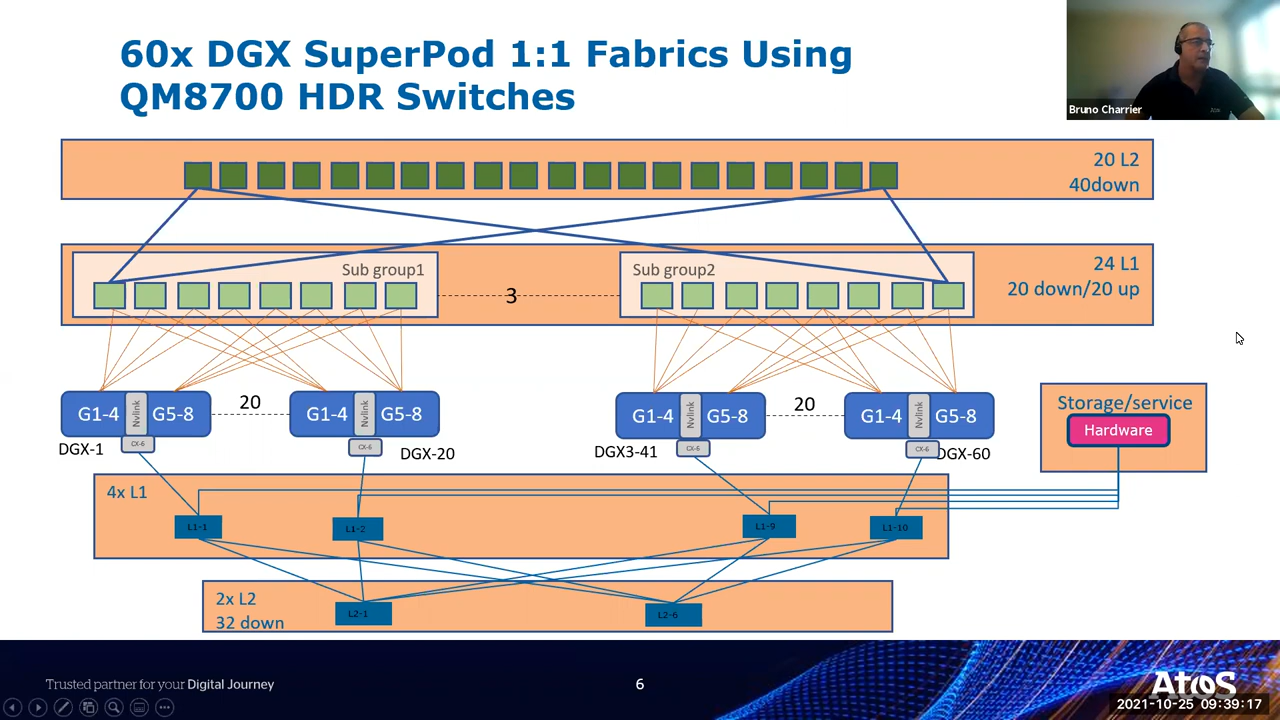 60x DGX SuperPod 1:1 Fabrics Using
QM8700 HDR Switches
Bruno Charrier
20 L2
40down
Sub group1
3
Sub group2
24 L1
20 down/20 up
G1-4
Nvlink
G5-8
CX-6
DGX-1
20
G1-4
Nvlink
G5-8
CX-6
DGX-20
G1-4
Nvlink
G5-8
CX-6
DGX3-41
20
G1-4
Nvlink
G5-8
CX-6
DGX-60
Storage/service
Hardware
4x L1
L1-1
L1-2
L1-9
L1-10
2x L2
32 down
L2-1
L2-6
Trusted partner for your Digital Journey
6
Atos
2021-10-25 09:39:17